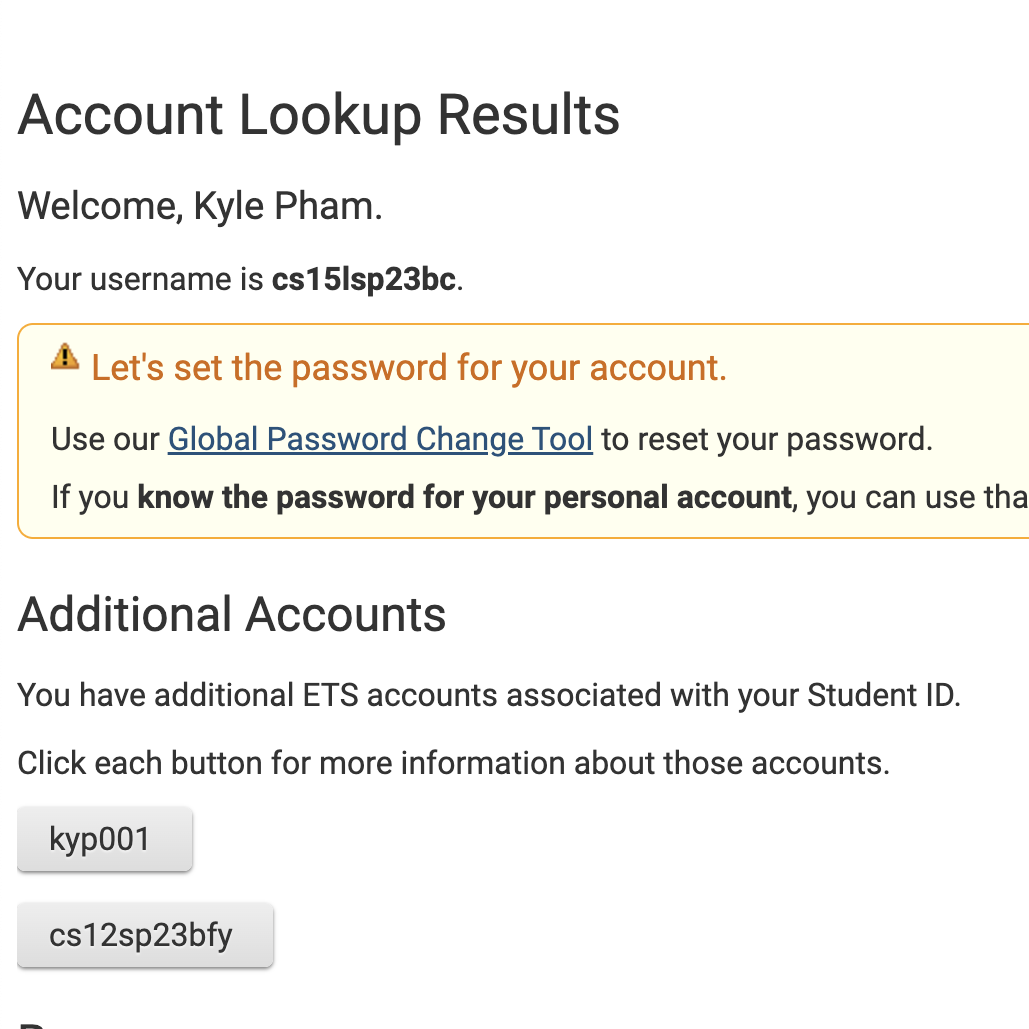 Account Lookup Results
Welcome, Kyle Pham.
Your username is cs15lsp23bc.
Let's set the password for your account.
Use our Global Password Change Tool to reset your password.
If you know the password for your personal account, you can use tha
Additional Accounts
You have additional ETS accounts associated with your Student ID.
Click each button for more information about those accounts.
kyp001
cs12sp23bfy